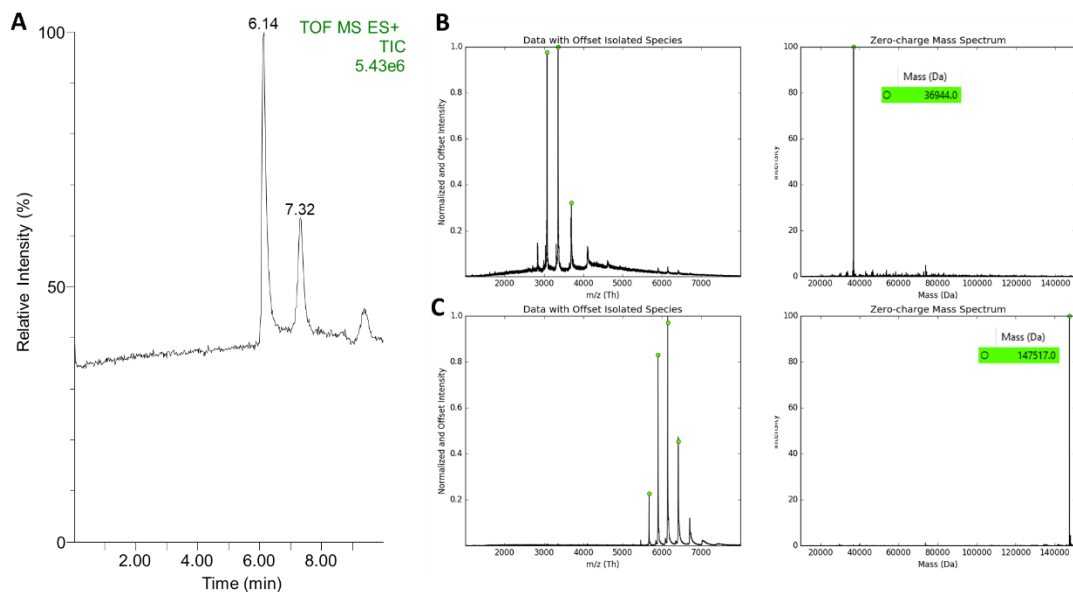 A
6.14
TOF MS ES+
TIC
5.43e6
7.32
100
50
0
Relative Intensity (%)
2.00 4.00 6.00 8.00
Time (min)
B
Data with Offset Isolated Species
1.0
0.8
0.6
0.4
0.2
Normalized and Offset Intensity
2000 3000 4000 5000 6000 7000
m/z (Th)
Zero-charge Mass Spectrum
100
80
60
40
20
0
Mass (Da)
36944.0
20000 40000 60000 80000 100000 120000 140000
Mass (Da)
C
Data with Offset Isolated Species
1.0
0.8
0.6
0.4
0.2
Normalized and Offset Intensity
2000 3000 4000 5000 6000 7000
m/z (Th)
Zero-charge Mass Spectrum
100
80
60
40
20
0
Mass (Da)
147517.0
20000 40000 60000 80000 100000 120000 140000
Mass (Da)